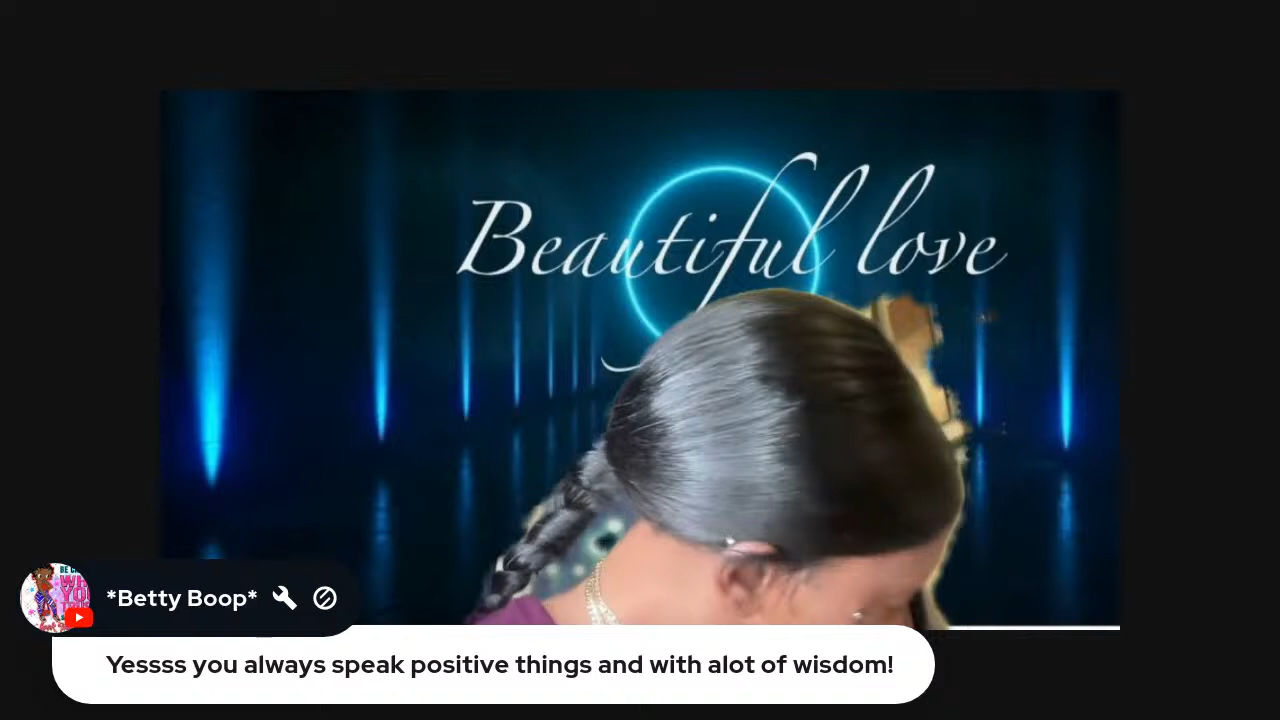 Beautiful love
*Betty Boop*
Yessss you always speak positive things and with alot of wisdom!